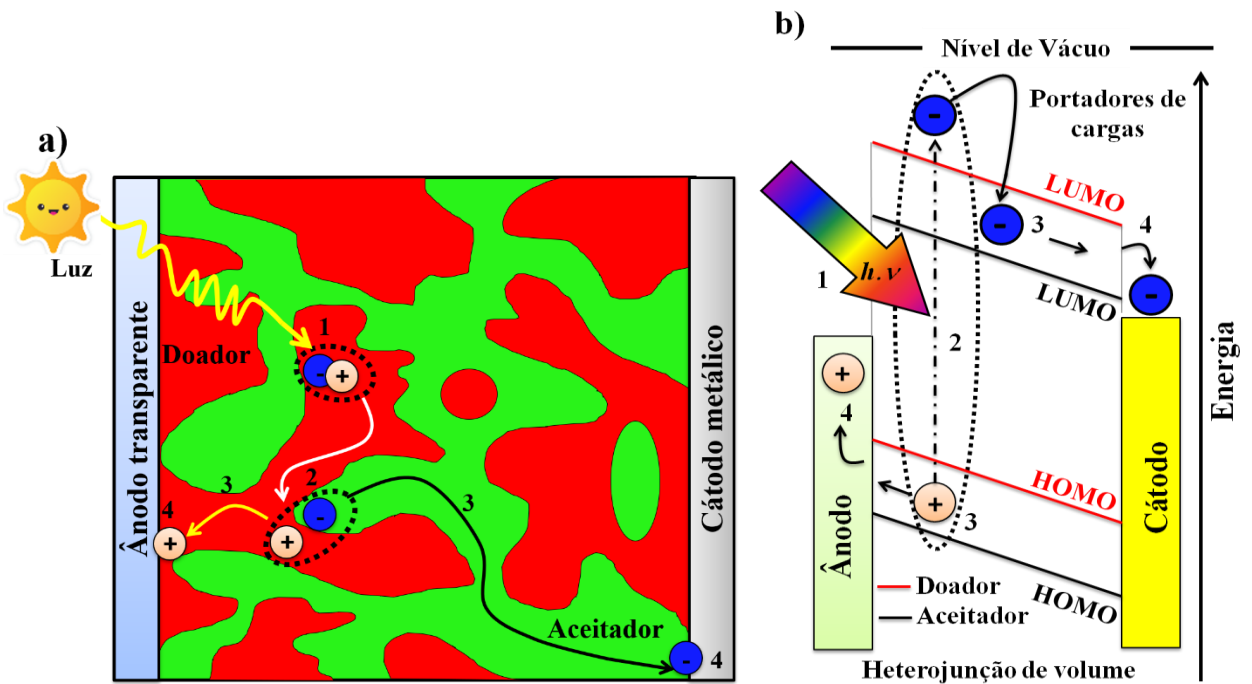 a)
Luz
Ânodo transparente
Doador
1
-
+
2
-
+
3
4
+
3
Aceitador
-
4
Cátodo metálico
b)
Nível de Vácuo
Portadores de
cargas
-
LUMO
-
3
4
LUMO
-
1
h.ν
2
+
4
HOMO
+
3
HOMO
Ânodo
Cátodo
Energia
Doador
Aceitador
Heterojunção de volume